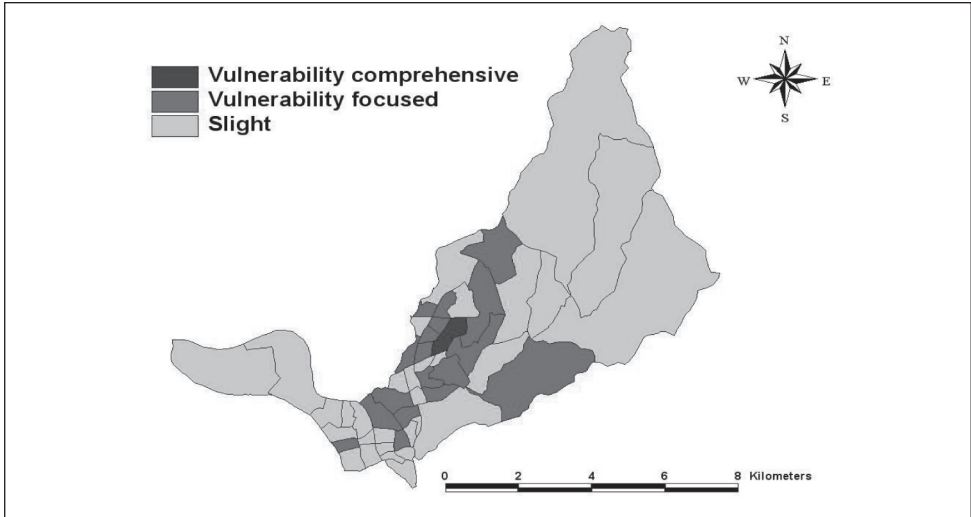 Vulnerability comprehensive
Vulnerability focused
Slight
N
W E
S
0 2 4 6 8 Kilometers